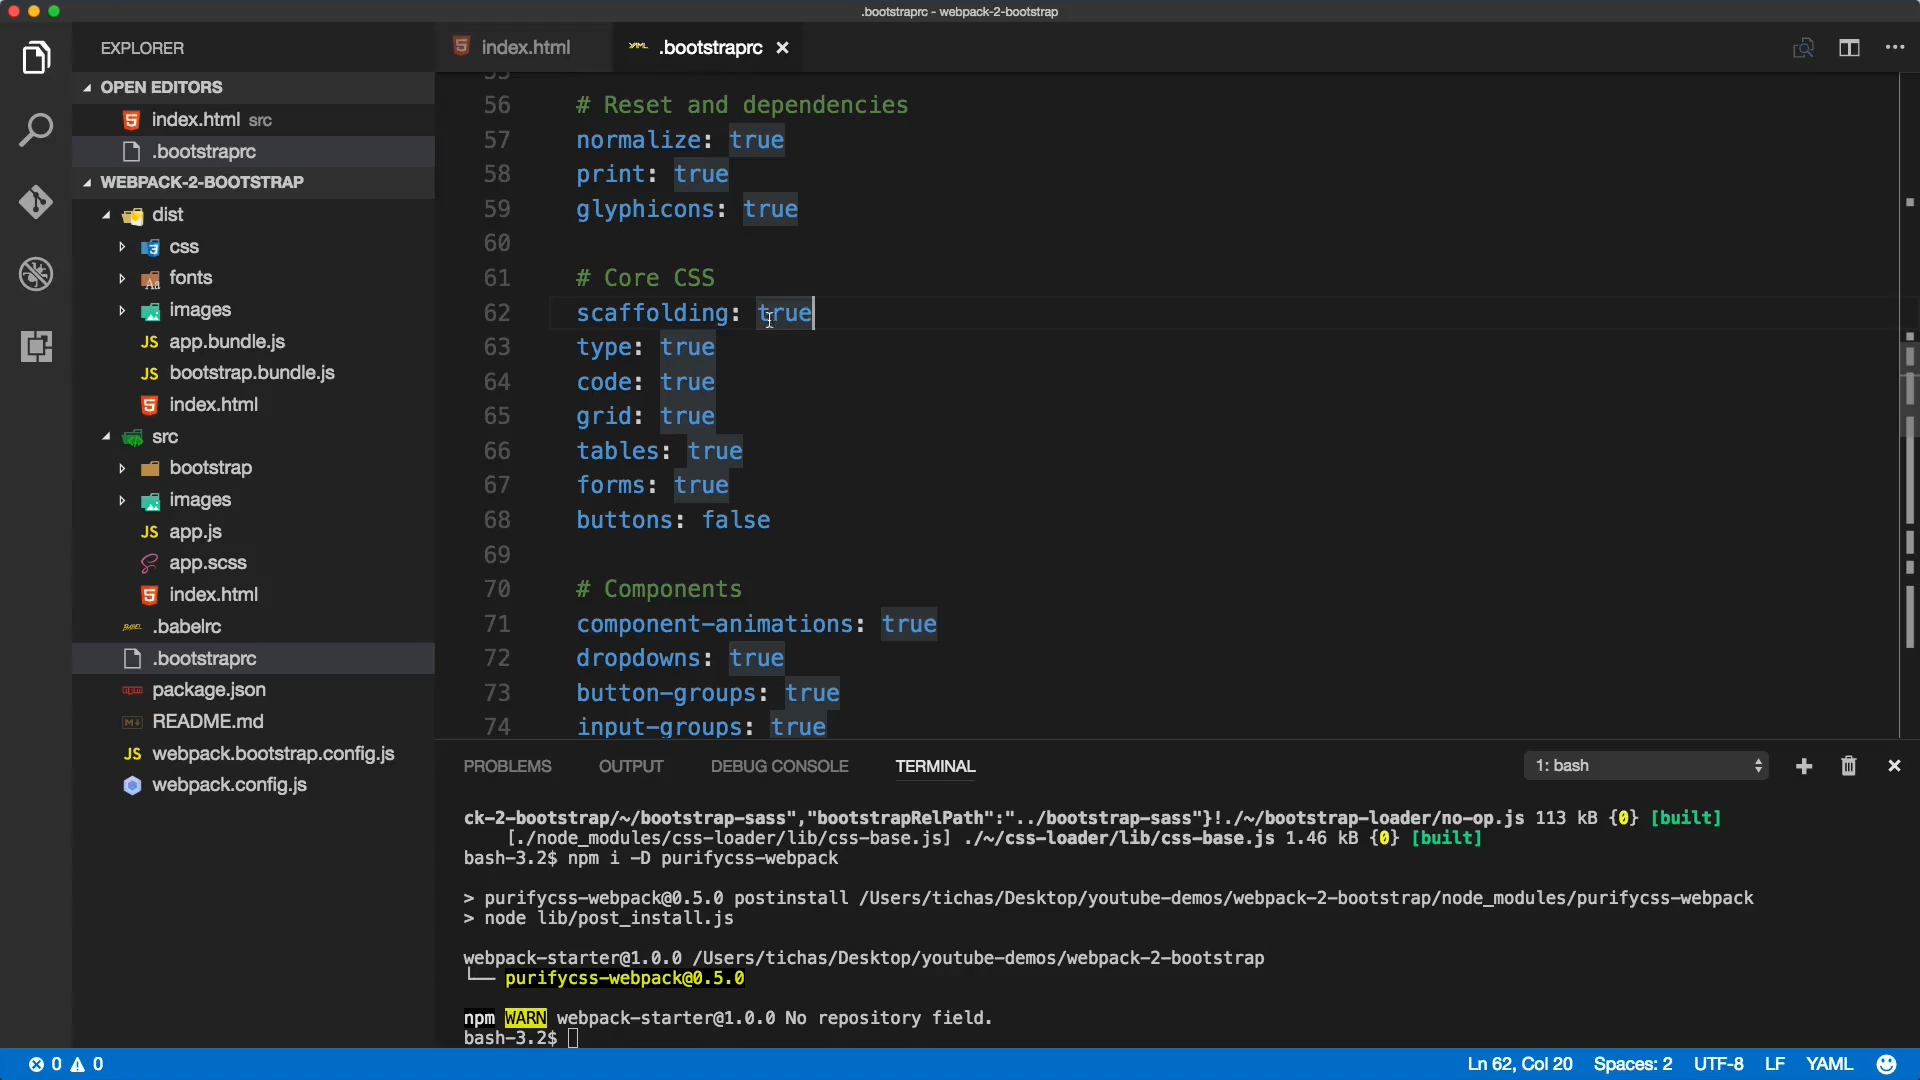 .bootstraprc - webpack-2-bootstrap
EXPLORER
OPEN EDITORS
index.html src
.bootstraprc
WEBPACK-2-BOOTSTRAP
dist
css
fonts
images
JS app.bundle.js
JS bootstrap.bundle.js
index.html
src
bootstrap
images
JS app.js
app.scss
index.html
.babelrc
.bootstraprc
package.json
README.md
JS webpack.bootstrap.config.js
webpack.config.js
index.html
.bootstraprc
56 # Reset and dependencies
57 normalize: true
58 print: true
59 glyphicons: true
60
61 # Core CSS
62 scaffolding: true
63 type: true
64 code: true
65 grid: true
66 tables: true
67 forms: true
68 buttons: false
69
70 # Components
71 component-animations: true
72 dropdowns: true
73 button-groups: true
74 input-groups: true
PROBLEMS OUTPUT DEBUG CONSOLE TERMINAL 1: bash
ck-2-bootstrap/~/bootstrap-sass","bootstrapRelPath":"../bootstrap-sass"}!./~/bootstrap-loader/no-op.js 113 kB {0} [built]
[./node_modules/css-loader/lib/css-base.js] ./~/css-loader/lib/css-base.js 1.46 kB {0} [built]
bash-3.2$ npm i -D purifycss-webpack
> purifycss-webpack@0.5.0 postinstall /Users/tichas/Desktop/youtube-demos/webpack-2-bootstrap/node_modules/purifycss-webpack
> node lib/post_install.js
webpack-starter@1.0.0 /Users/tichas/Desktop/youtube-demos/webpack-2-bootstrap
└── purifycss-webpack@0.5.0
npm WARN webpack-starter@1.0.0 No repository field.
bash-3.2$
0 0
Ln 62, Col 20 Spaces: 2 UTF-8 LF YAML